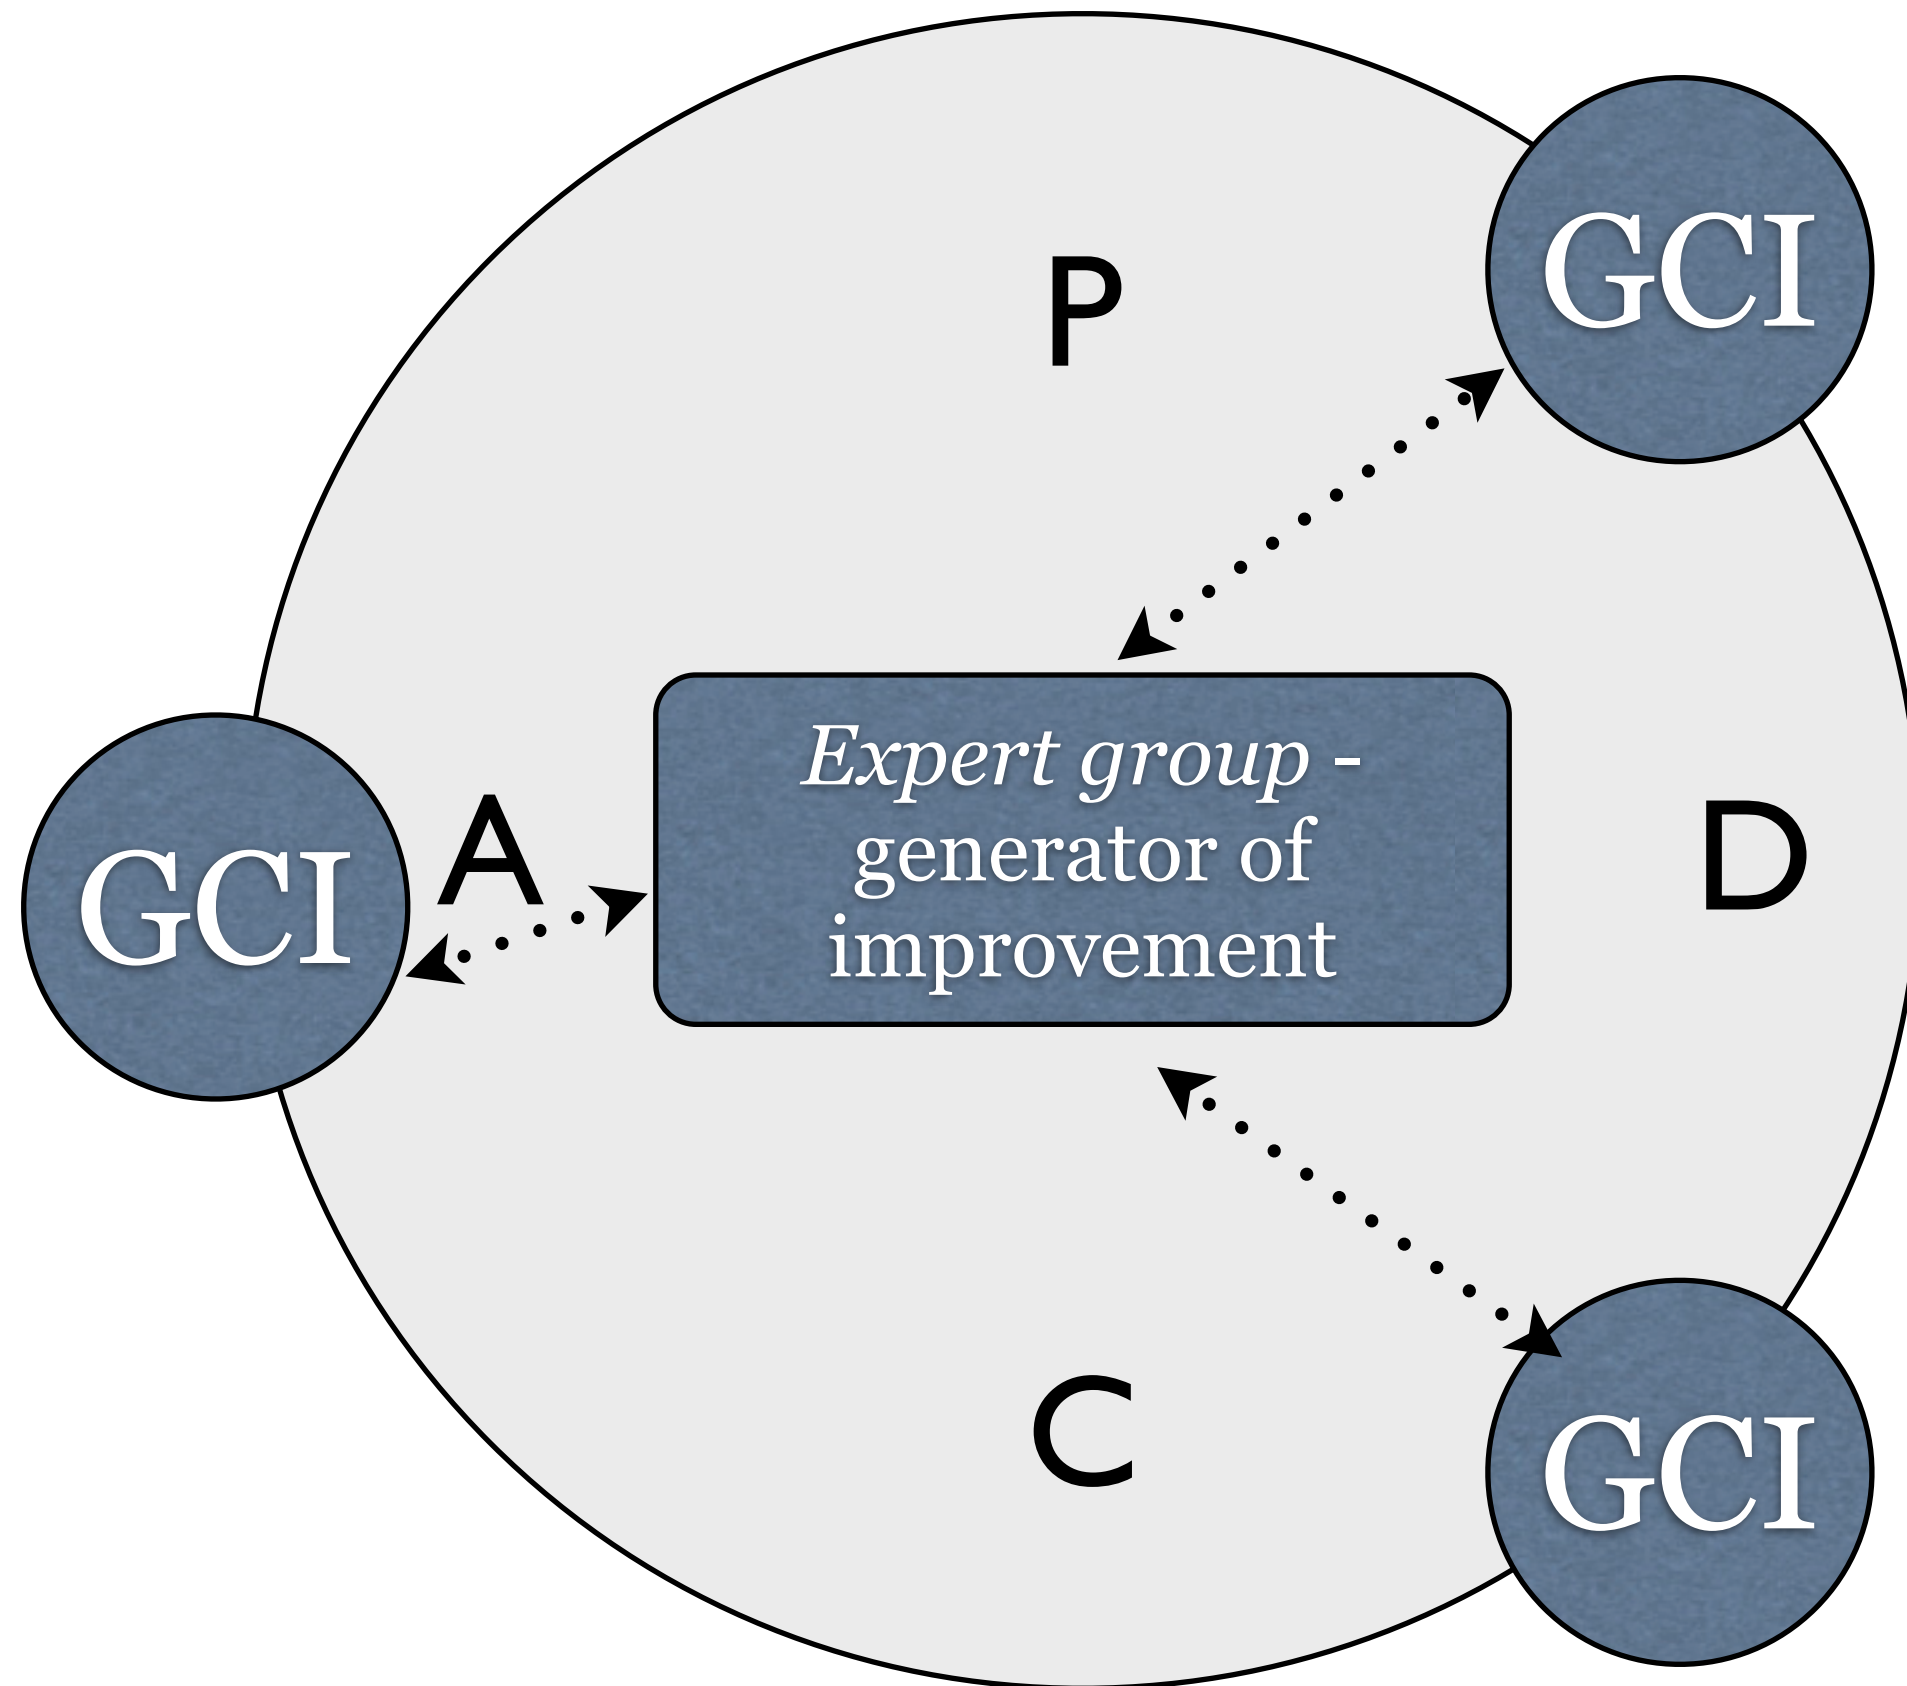 GCI
P
Expert group -
generator of
improvement
GCI
A
D
C
GCI